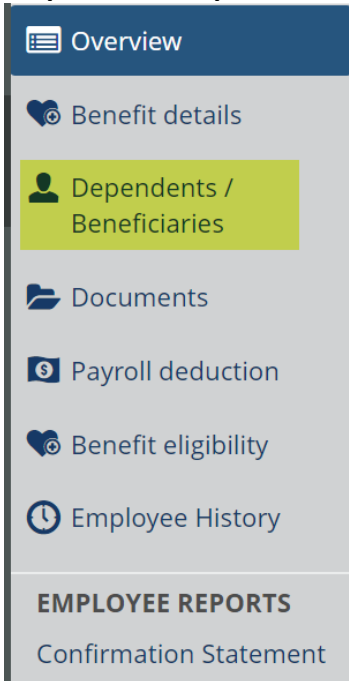 Overview
Benefit details
Dependents /
Beneficiaries
Documents
Payroll deduction
Benefit eligibility
Employee History
EMPLOYEE REPORTS
Confirmation Statement